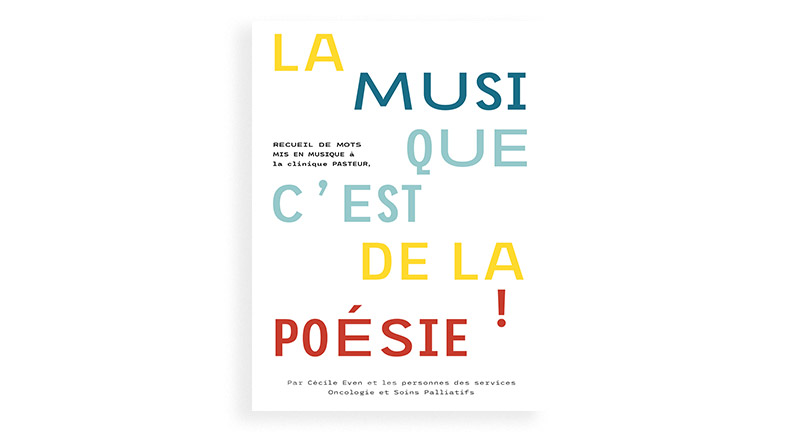 LA
MUSI
RECUEIL DE MOTS
MIS EN MUSIQUE à
la clinique PASTEUR,
QUE
C'EST
DE LA
POÉSIE !
Par Cécile Even et les personnes des services
Oncologie et Soins Palliatifs